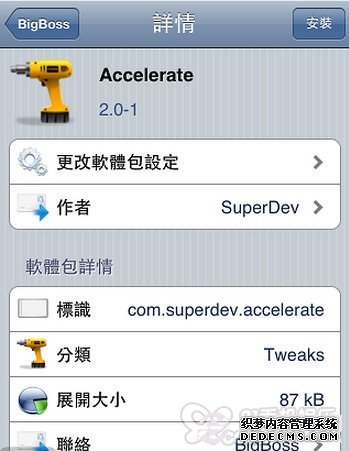 BigBoss
詳情
安裝
Accelerate
2.0-1
更改軟體包設定
作者 SuperDev
軟體包詳情
標識 com.superdev.accelerate
分類 Tweaks
展開大小 87 kB
聯絡 BigBoss
织梦内容管理系统
DEDECMS.COM